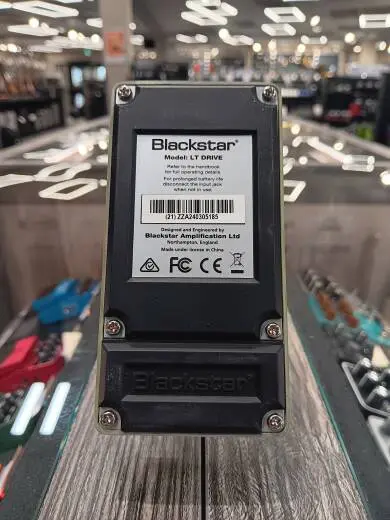 Blackstar®
Model: LT DRIVE
Refer to the handbook
for full operating details
For prolonged battery life
disconnect the input jack
when not in use.
(21) ZZA240305185
Designed and Engineered by
Blackstar Amplification Ltd
Northampton, England
Made under license in China
FC CE
Blackstar